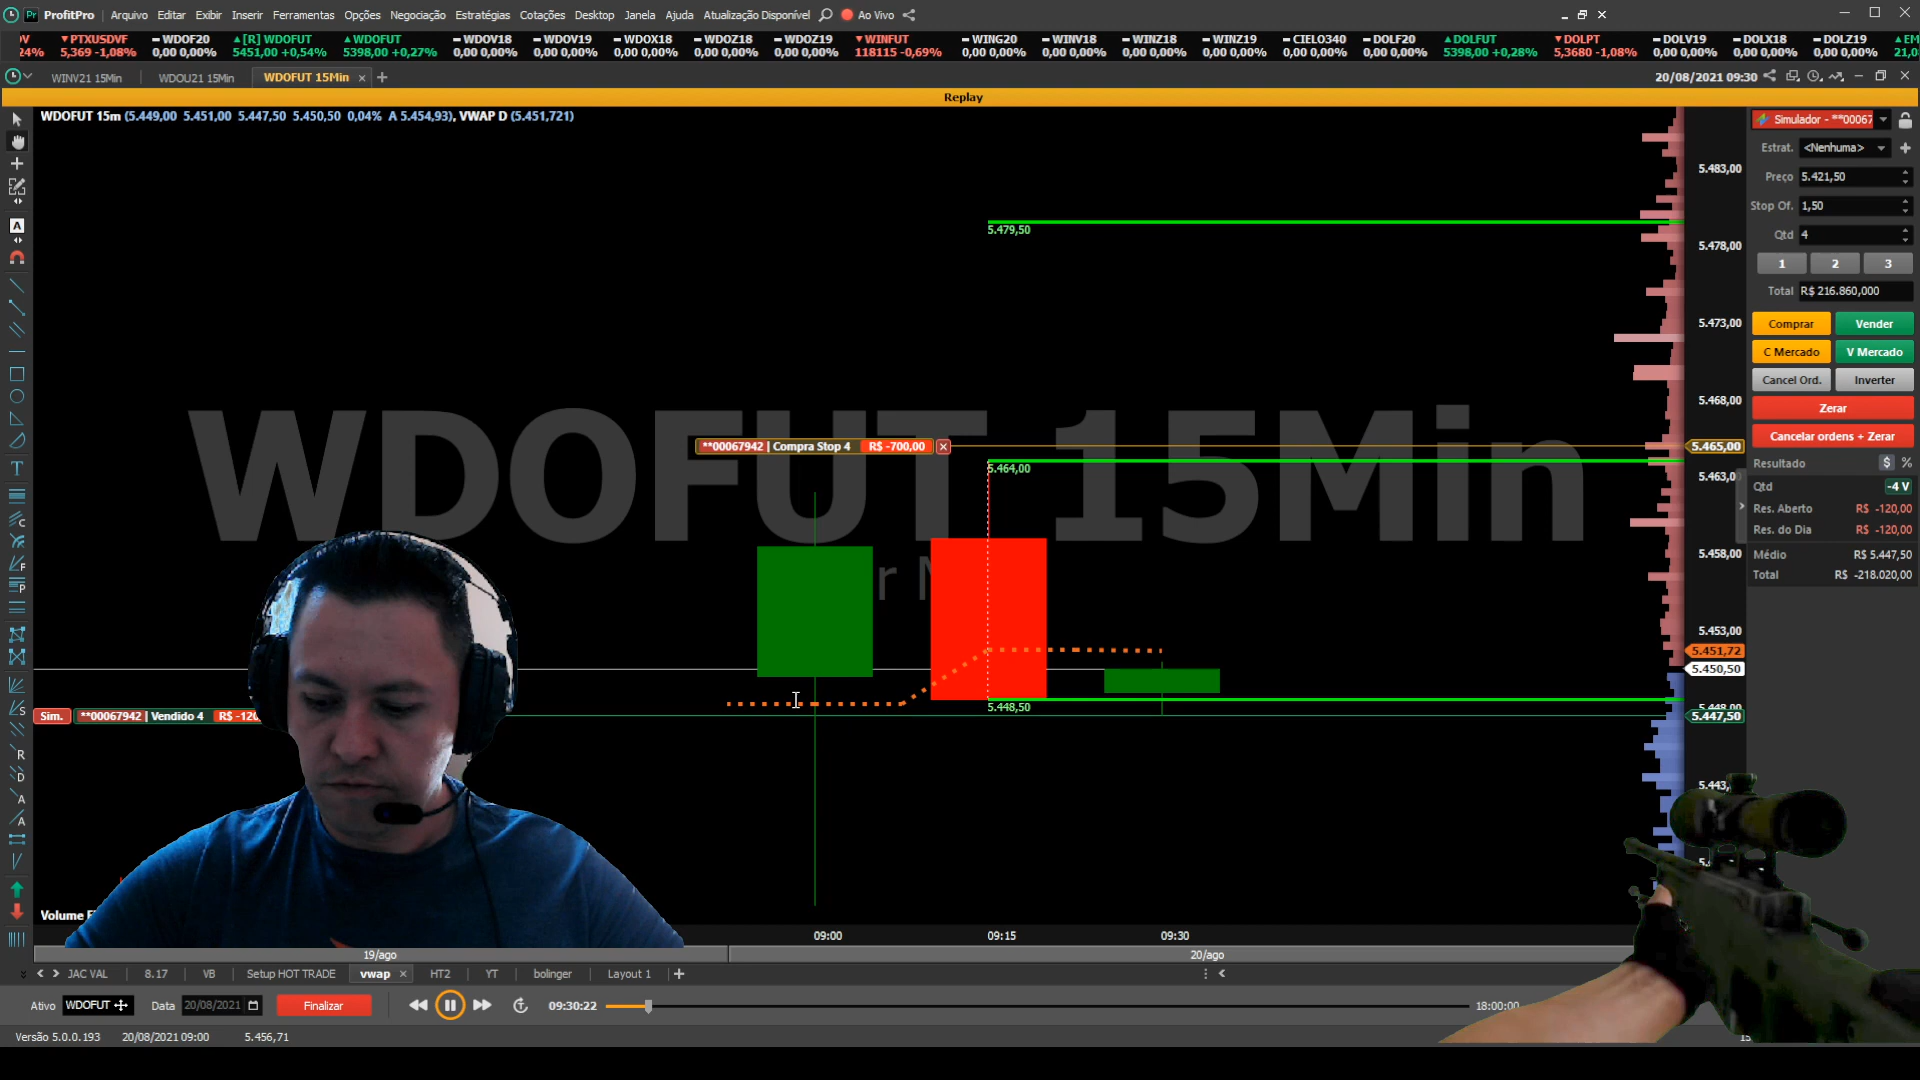 ProfitPro Arquivo Editar Exibir Inserir Ferramentas Opções Negociação Estratégias Cotações Desktop Janela Ajuda Atualização Disponível Ao Vivo
PTXUSDVF WDOF20 [R] WDOFUT WDOFUT WDOV18 WDOV19 WDOX18 WDOZ18 WDOZ19 WINFUT WING20 WINV18 WINZ18 WINZ19 CIELO340 DOLF20 DOLFUT DOLPT DOLV19 DOLX18 DOLZ19
24% 5,369 -1,08% 0,00 0,00% 5451,00 +0,54% 5398,00 +0,27% 0,00 0,00% 0,00 0,00% 0,00 0,00% 0,00 0,00% 0,00 0,00% 118115 -0,69% 0,00 0,00% 0,00 0,00% 0,00 0,00% 0,00 0,00% 0,00 0,00% 0,00 0,00% 5398,00 +0,28% 5,3680 -1,08% 0,00 0,00% 0,00 0,00% 0,00 0,00%
WINV21 15Min WDOU21 15Min WDOFUT 15Min 20/08/2021 09:30
Replay
WDOFUT 15m (5.449,00 5.451,00 5.447,50 5.450,50 0,04% A 5.454,93), VWAP D (5.451,721)
Simulador - **00067
Estrat. <Nenhuma>
5.483,00
Preço 5.421,50
Stop Of. 1,50
5.479,50
Qtd 4
5.478,00
1 2 3
Total R$ 216.860,000
5.473,00
Comprar Vender
C Mercado V Mercado
Cancel Ord. Inverter
5.468,00
Zerar
WDOFUT 15Min
Cancelar ordens + Zerar
**00067942 | Compra Stop 4 R$ -700,00
5.465,00
5.464,00
Resultado $ %
5.463,0
Qtd -4 V
Res. Aberto R$ -120,00
Res. do Dia R$ -120,00
5.458,00
Médio R$ 5.447,50
Total R$ -218.020,00
5.453,00
5.451,72
5.450,50
5.448,50
5.448,00
Sim. **00067942 | Vendido 4 R$ -120
5.447,50
5.443,
Volume
09:00 09:15 09:30
19/ago 20/ago
JAC VAL 8.17 VB Setup HOT TRADE vwap HT2 YT bolinger Layout 1
Ativo WDOFUT Data 20/08/2021 Finalizar 09:30:22 18:00:00
Versão 5.0.0.193 20/08/2021 09:00 5.456,71